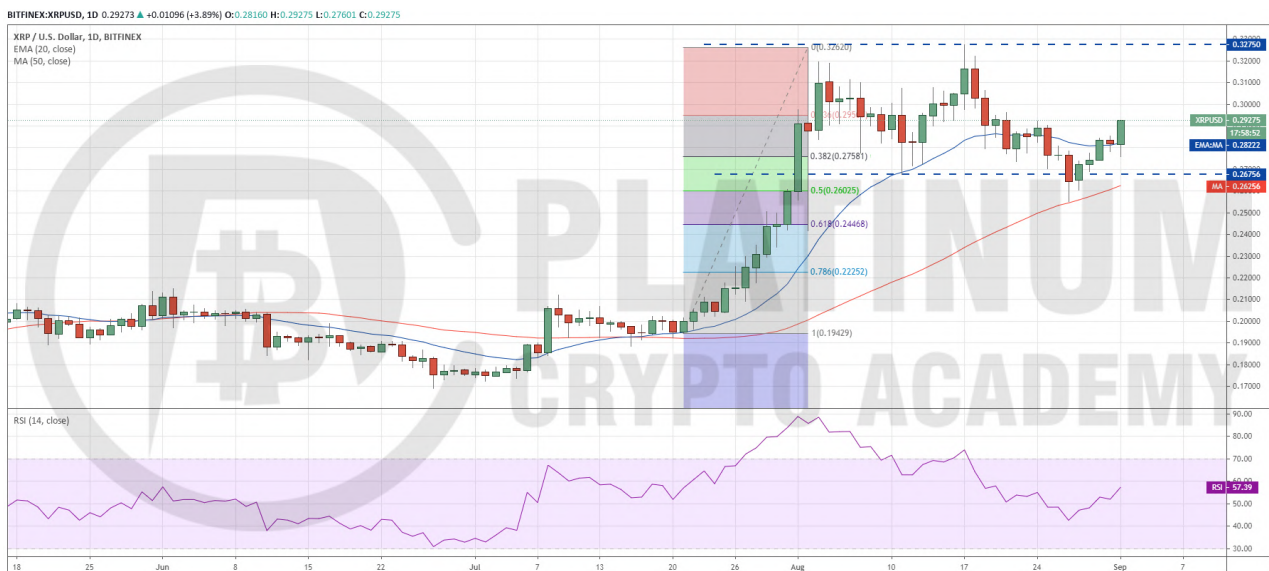 BITFINEX:XRPUSD, 1D 0.29273 ▲ +0.01096 (+3.89%) O:0.28160 H:0.29275 L:0.27601 C:0.29275
XRP / U.S. Dollar, 1D, BITFINEX
EMA (20, close)
MA (50, close)
0(0.32620)
0.382(0.27581)
0.5(0.26025)
0.618(0.24468)
0.786(0.22252)
1(0.19429)
0.32750
0.32000
0.31000
0.30000
XRPUSD 0.29275
17:58:52
EMA:MA 0.28222
0.26756
MA 0.26256
0.25000
0.24000
0.23000
0.22000
0.21000
0.20000
0.19000
0.18000
0.17000
PLATINUM
CRYPTO ACADEMY
RSI (14, close)
90.00
80.00
70.00
60.00
RSI 57.39
50.00
40.00
30.00
18 25 Jun 8 15 22 Jul 7 13 20 26 Aug 10 17 24 Sep 7